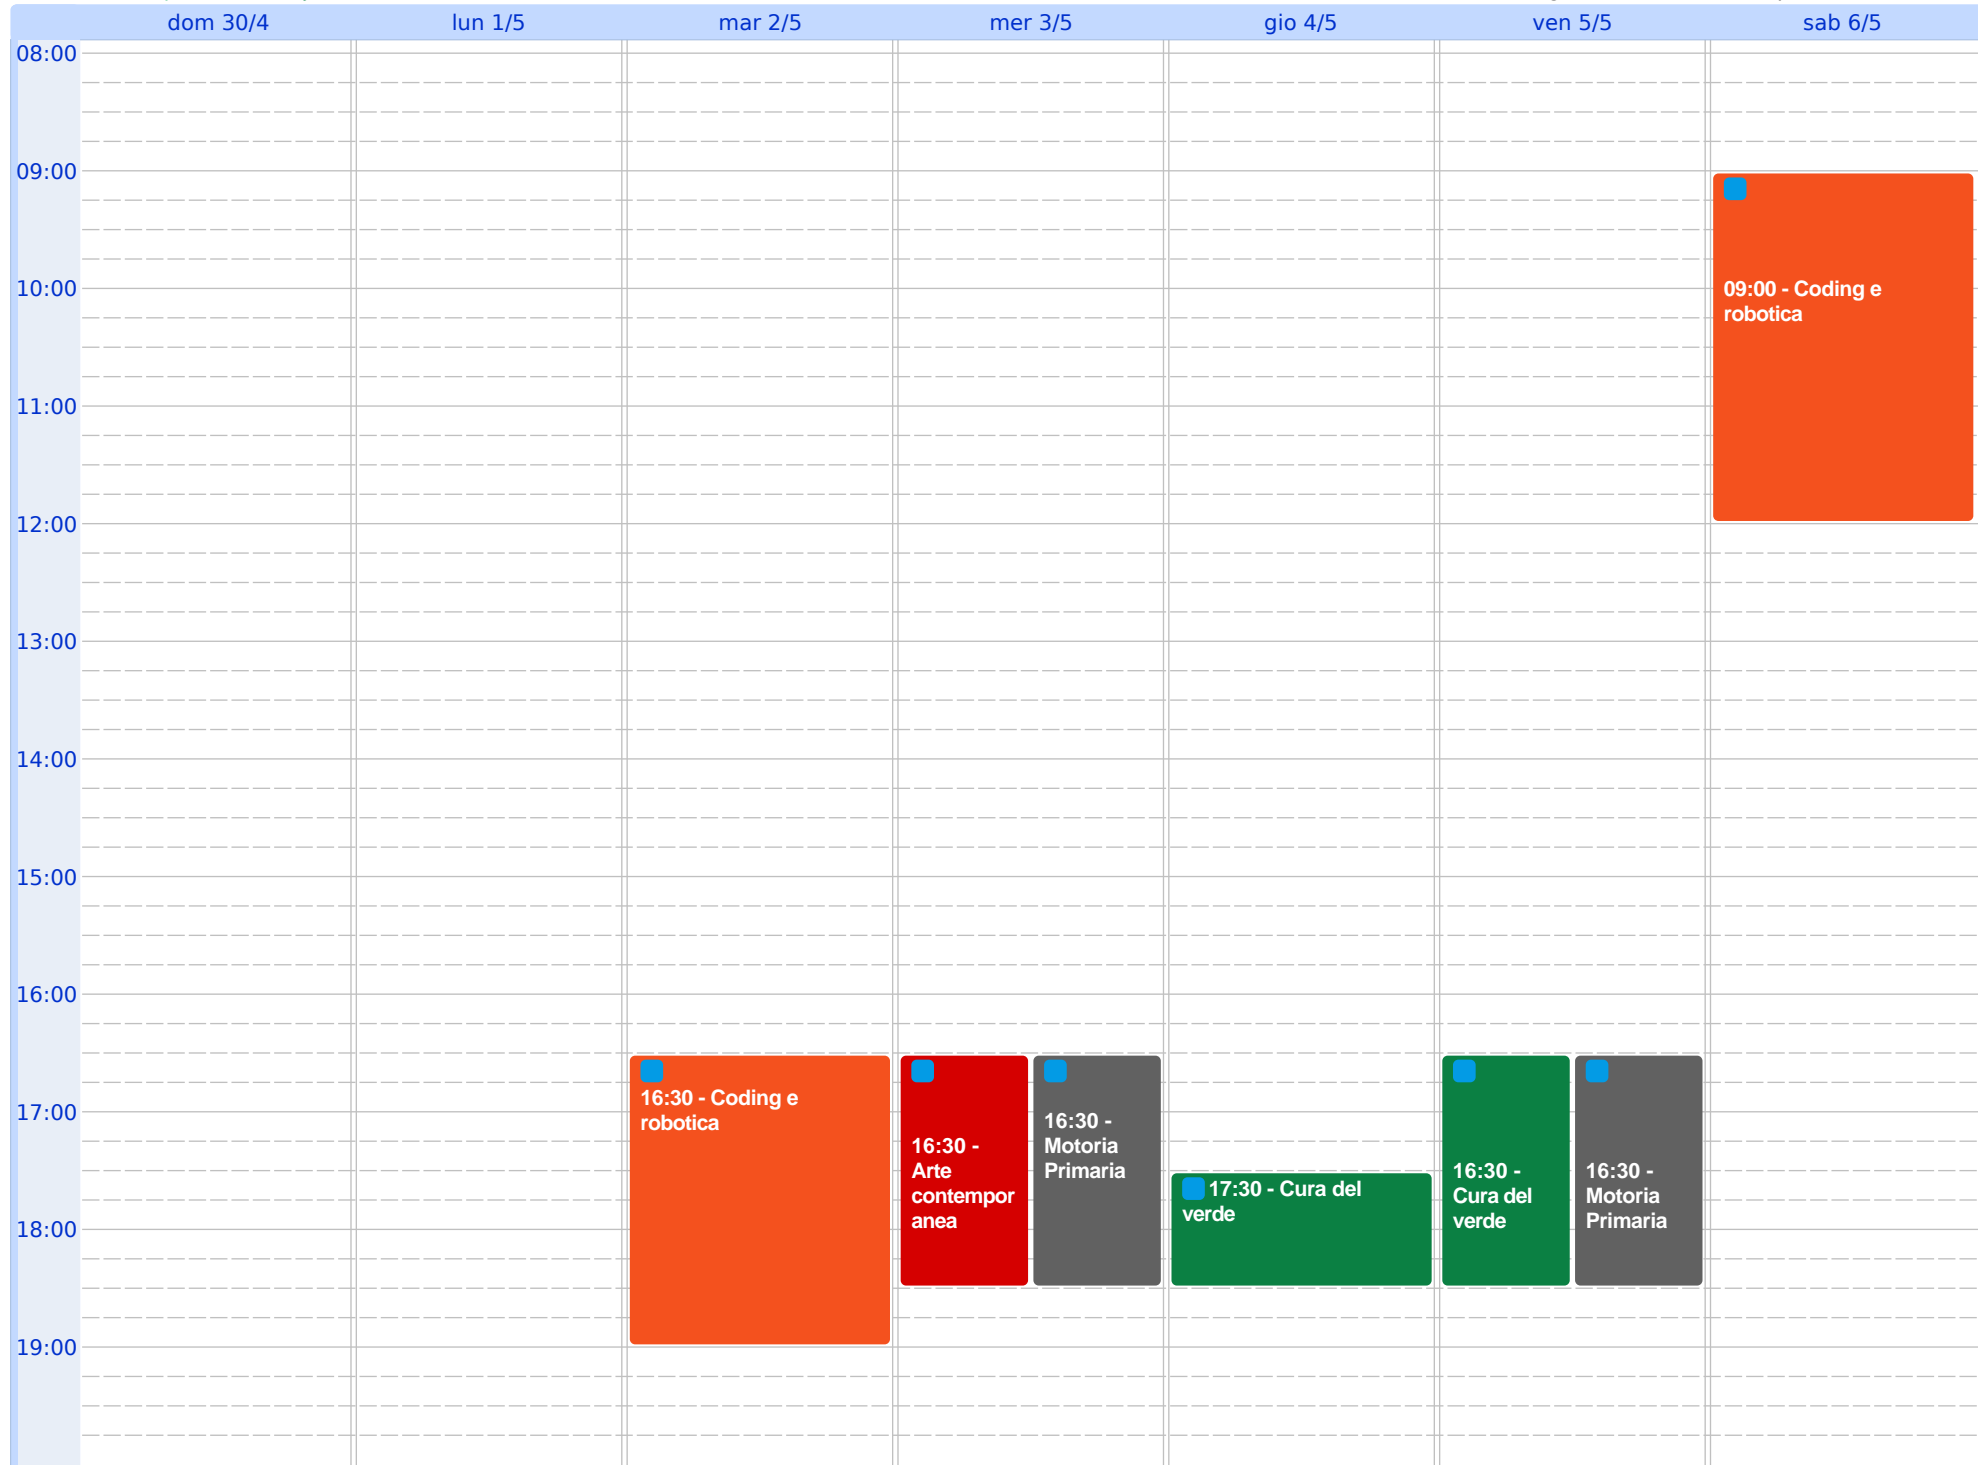 dom 30/4 lun 1/5 mar 2/5 mer 3/5 gio 4/5 ven 5/5 sab 6/5
08:00
09:00
10:00
09:00 - Coding e
robotica
11:00
12:00
13:00
14:00
15:00
16:00
17:00
18:00
19:00
16:30 - Coding e
robotica
16:30 -
Arte
contempor
anea
16:30 -
Motoria
Primaria
17:30 - Cura del
verde
16:30 -
Cura del
verde
16:30 -
Motoria
Primaria